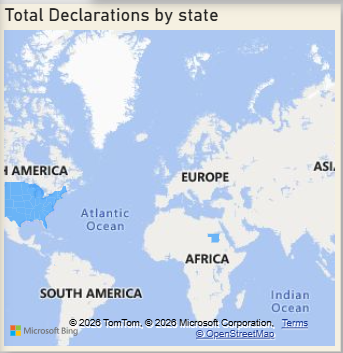 Total Declarations by state
H AMERICA
EUROPE
ASI
Atlantic
Ocean
AFRICA
SOUTH AMERICA
Indian
Ocean
© 2026 TomTom, © 2026 Microsoft Corporation, Terms
Microsoft Bing
© OpenStreetMap